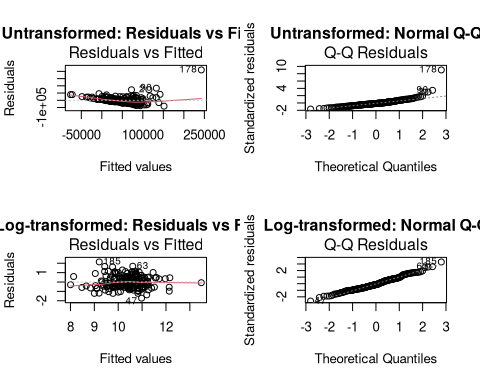 Untransformed: Residuals vs Fi
Residuals vs Fitted
Residuals
-1e+05
178
-50000 100000 250000
Fitted values
Untransformed: Normal Q-Q
Q-Q Residuals
Standardized residuals
-2 4 10
178
-3 -2 -1 0 1 2 3
Theoretical Quantiles
Log-transformed: Residuals vs F
Residuals vs Fitted
Residuals
-2 1
185
63
47
8 9 10 12
Fitted values
Log-transformed: Normal Q-Q
Q-Q Residuals
Standardized residuals
-2 2
185
-3 -2 -1 0 1 2 3
Theoretical Quantiles